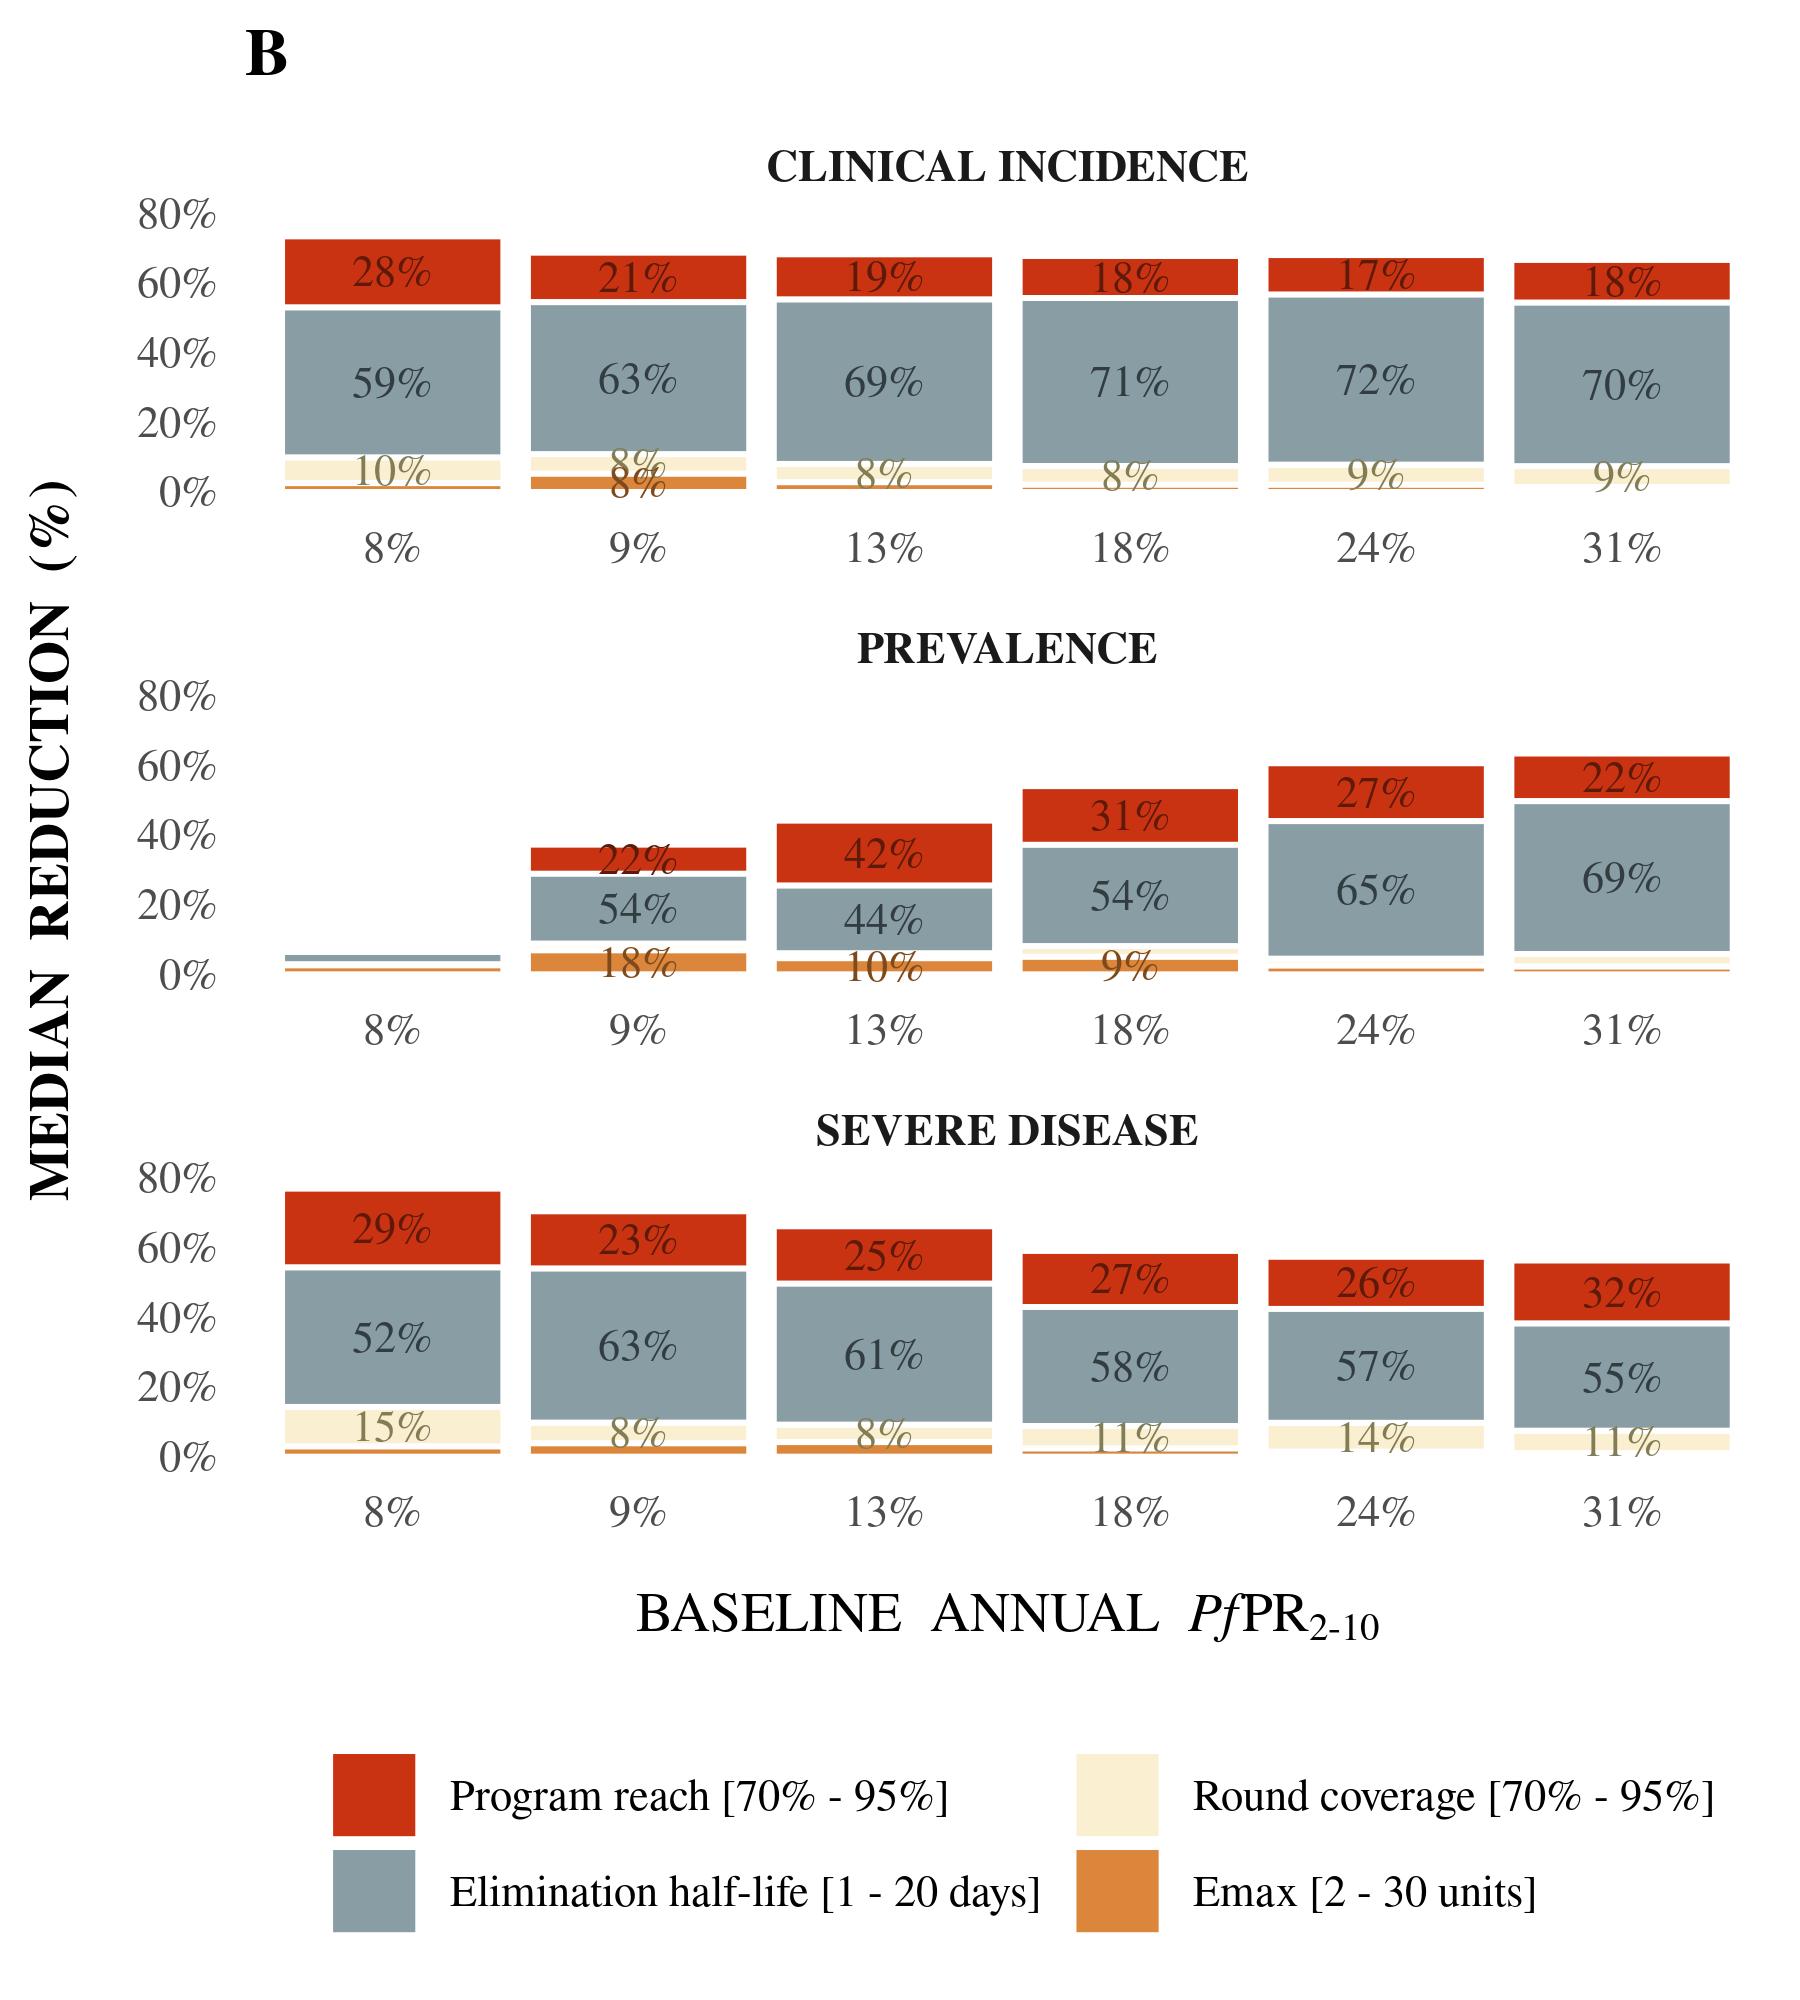 B
CLINICAL INCIDENCE
80%
60%
40%
20%
0%
28% 21% 19% 18% 17% 18%
59% 63% 69% 71% 72% 70%
10% 8% 8% 8% 9% 9%
8%
8% 9% 13% 18% 24% 31%
PREVALENCE
80%
60%
40%
20%
0%
22% 42% 31% 27% 22%
54% 44% 54% 65% 69%
18% 10% 9%
8% 9% 13% 18% 24% 31%
SEVERE DISEASE
80%
60%
40%
20%
0%
29% 23% 25% 27% 26% 32%
52% 63% 61% 58% 57% 55%
15% 8% 8% 11% 14% 11%
8% 9% 13% 18% 24% 31%
MEDIAN REDUCTION (%)
BASELINE ANNUAL PfPR2-10
Program reach [70% - 95%]
Round coverage [70% - 95%]
Elimination half-life [1 - 20 days]
Emax [2 - 30 units]